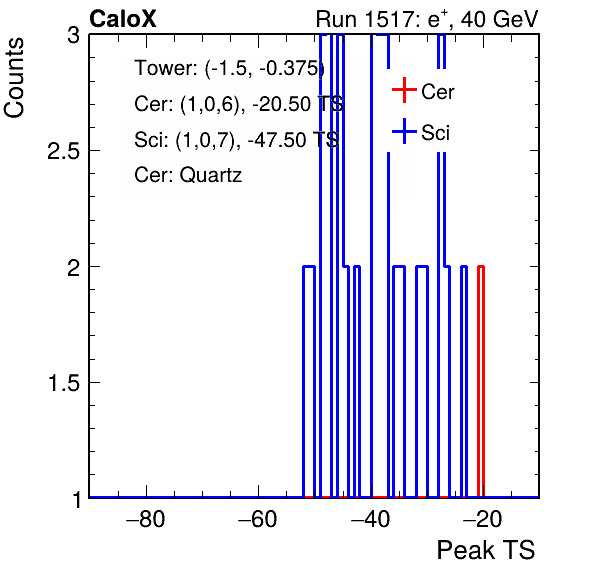 CaloX Run 1517: e⁺, 40 GeV
Counts
3
2.5
2
1.5
1
Tower: (-1.5, -0.375)
Cer: (1,0,6), -20.50 TS
Sci: (1,0,7), -47.50 TS
Cer: Quartz
Cer
Sci
−80 −60 −40 −20
Peak TS